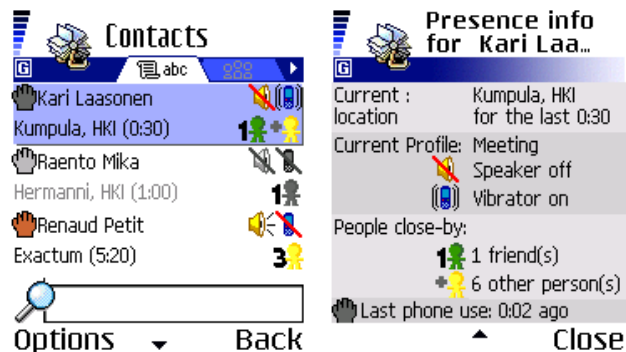 Contacts
G
abc
Kari Laasonen
Kumpula, HKI (0:30)
1
+
Raento Mika
Hermanni, HKI (1:00)
1
Renaud Petit
Exactum (5:20)
3
Options
Back
Presence info
for Kari Laa...
G
Current :
location
Kumpula, HKI
for the last 0:30
Current Profile: Meeting
Speaker off
Vibrator on
People close-by:
1 1 friend(s)
+ 6 other person(s)
Last phone use: 0:02 ago
Close